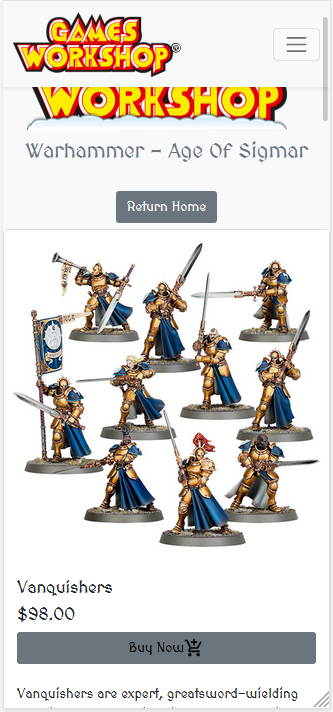 GAMES
WORKSHOP®
WORKSHOP
Warhammer - Age Of Sigmar
Return Home
Vanquishers
$98.00
Buy Now
Vanquishers are expert, greatsword-wielding